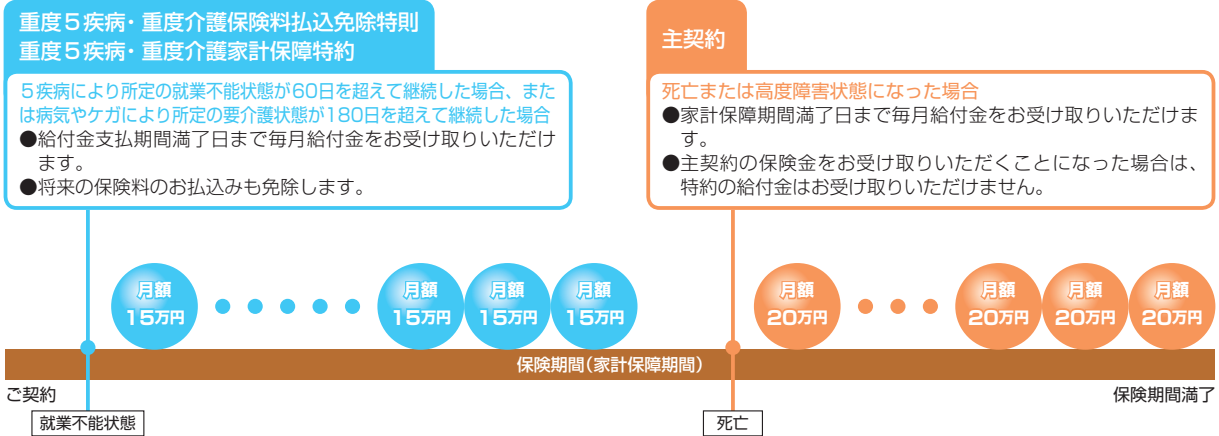 重度5疾病・重度介護保険料払込免除特則
重度5疾病・重度介護家計保障特約
5疾病により所定の就業不能状態が60日を超えて継続した場合、また
は病気やケガにより所定の要介護状態が180日を超えて継続した場合
●給付金支払期間満了日まで毎月給付金をお受け取りいただけ
ます。
●将来の保険料のお払込みも免除します。
主契約
死亡または高度障害状態になった場合
●家計保障期間満了日まで毎月給付金をお受け取りいただけま
す。
●主契約の保険金をお受け取りいただくことになった場合は、
特約の給付金はお受け取りいただけません。
月額
15万円
月額
15万円
月額
15万円
月額
15万円
月額
20万円
月額
20万円
月額
20万円
月額
20万円
保険期間(家計保障期間)
ご契約
保険期間満了
就業不能状態
死亡